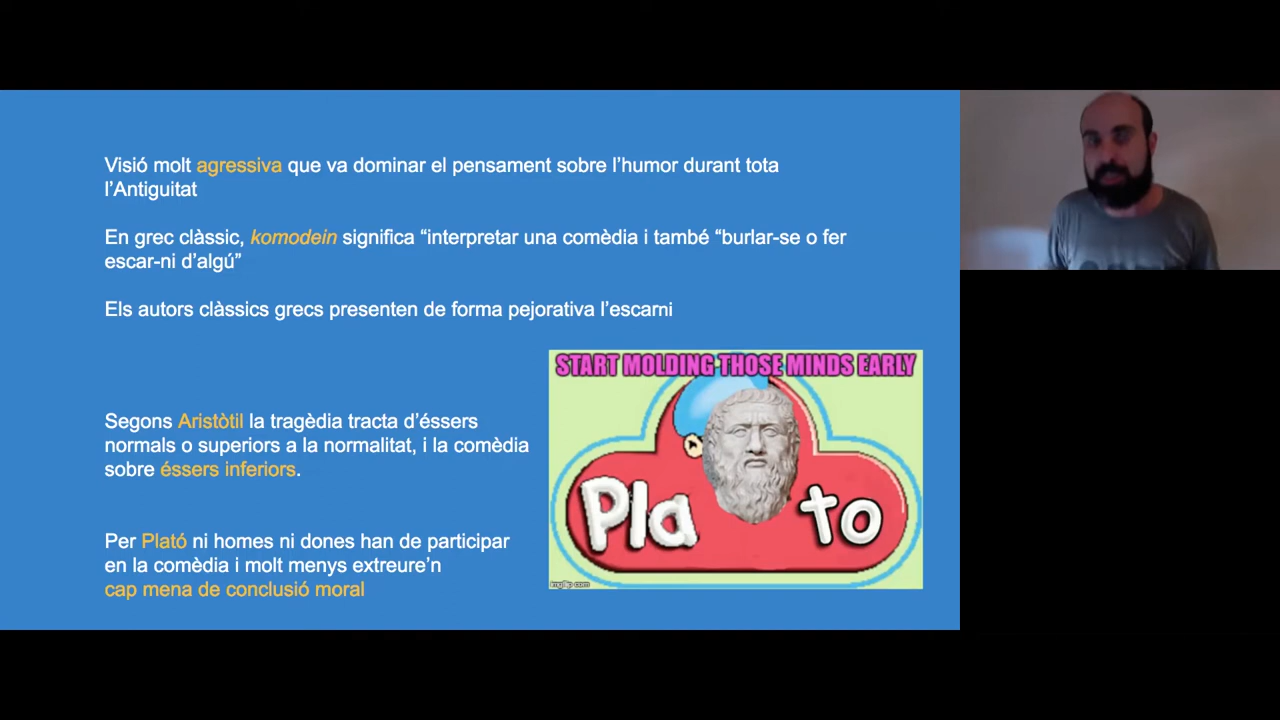 Visió molt agressiva que va dominar el pensament sobre l’humor durant tota
l’Antiguitat
En grec clàssic, komodein significa “interpretar una comèdia i també “burlar-se o fer
escar-ni d’algú”
Els autors clàssics grecs presenten de forma pejorativa l’escarni
START MOLDING THOSE MINDS EARLY
Pla to
imgflip.com
Segons Aristòtil la tragèdia tracta d’éssers
normals o superiors a la normalitat, i la comèdia
sobre éssers inferiors.
Per Plató ni homes ni dones han de participar
en la comèdia i molt menys extreure’n
cap mena de conclusió moral